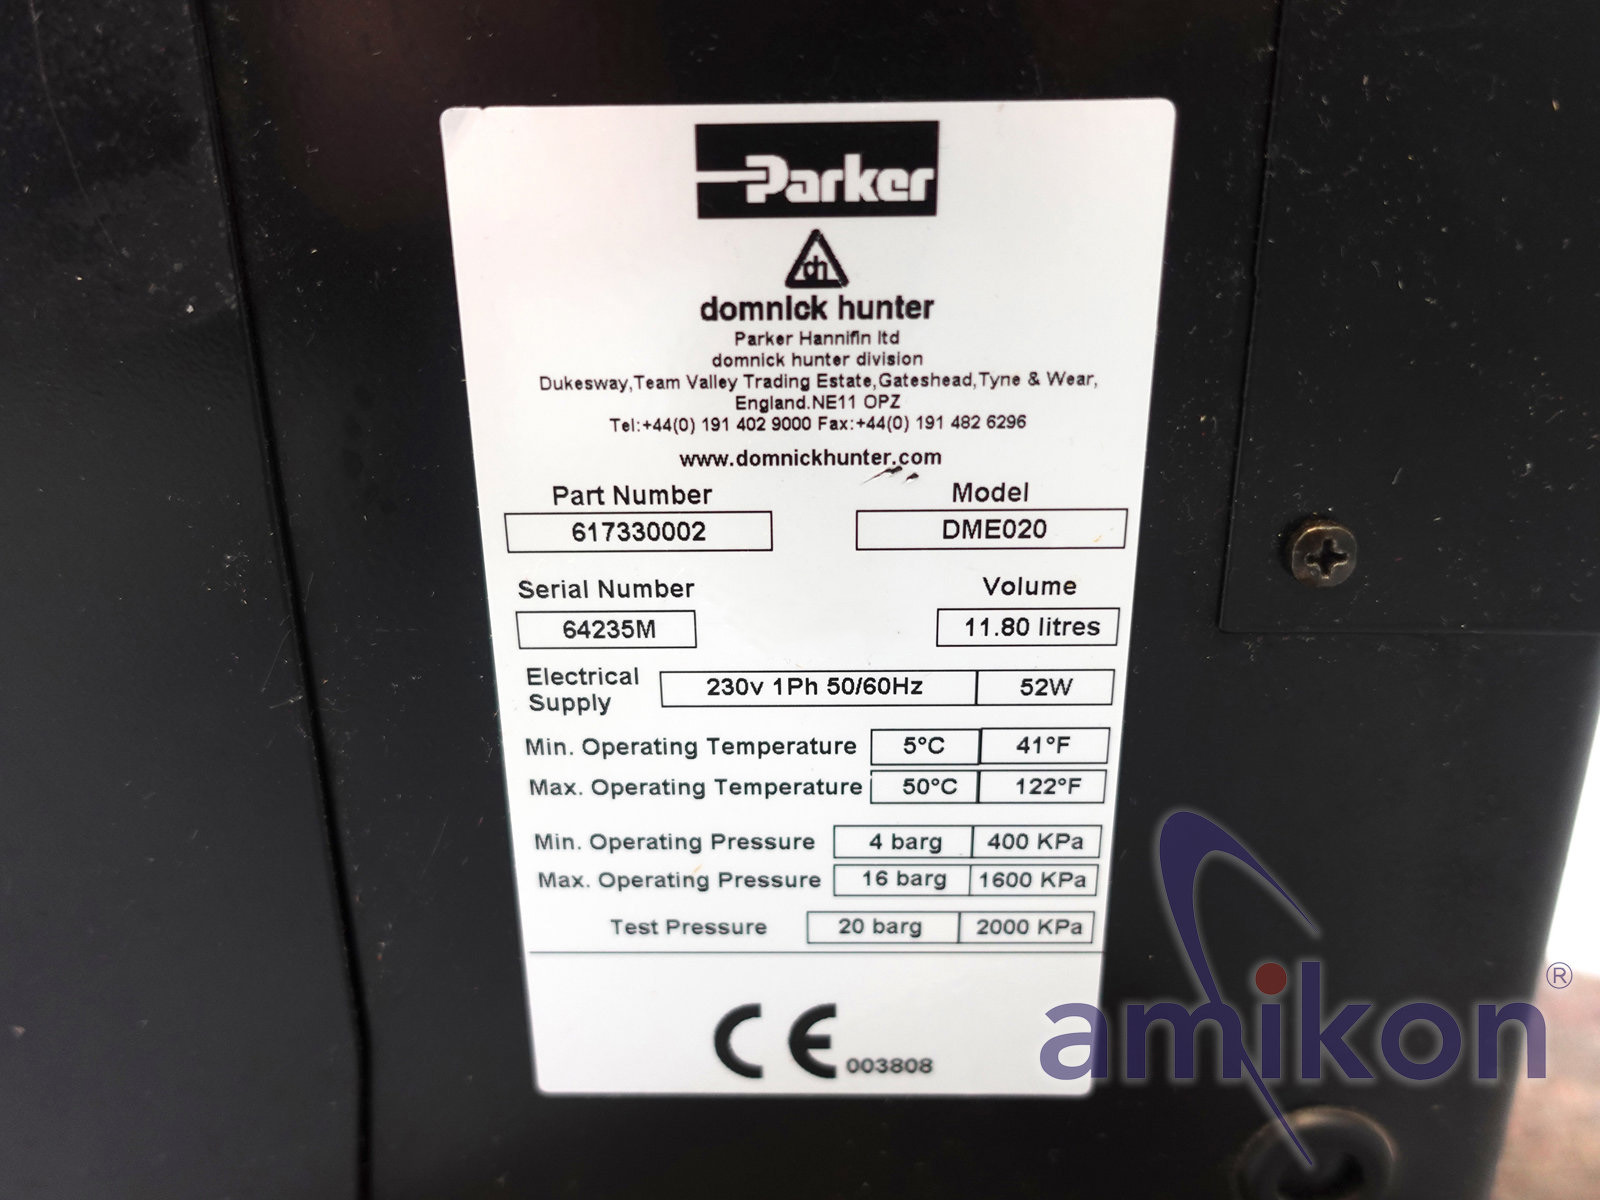 Parker
dh
domnick hunter
Parker Hannifin ltd
domnick hunter division
Dukesway,Team Valley Trading Estate,Gateshead,Tyne & Wear,
England.NE11 OPZ
Tel:+44(0) 191 402 9000 Fax:+44(0) 191 482 6296
www.domnickhunter.com
Part Number Model
617330002 DME020
Serial Number Volume
64235M 11.80 litres
Electrical Supply 230v 1Ph 50/60Hz 52W
Min. Operating Temperature 5°C 41°F
Max. Operating Temperature 50°C 122°F
Min. Operating Pressure 4 barg 400 KPa
Max. Operating Pressure 16 barg 1600 KPa
Test Pressure 20 barg 2000 KPa
CE 003808
amikon®